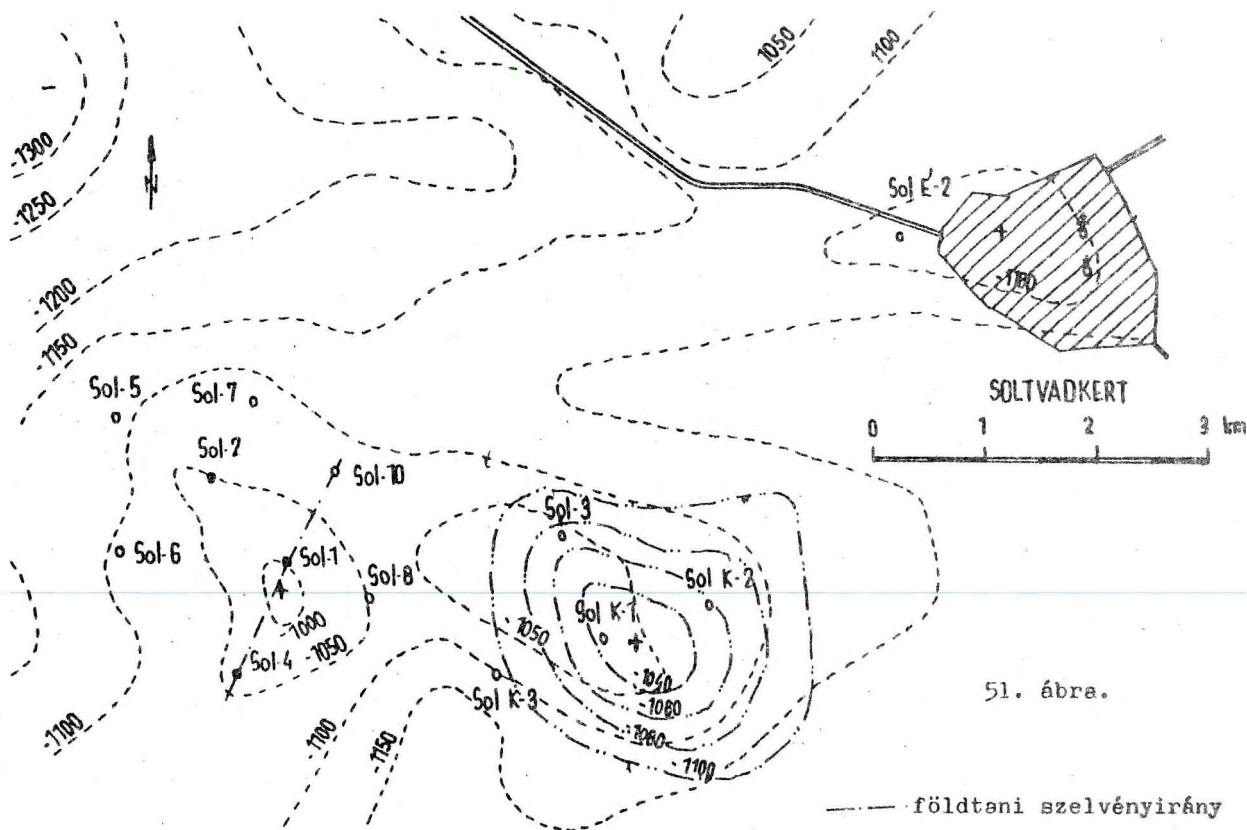 1050
1100
-1300
-1250
N
Sol É-2
-1200
-1150
SOLTVADKERT
0 1 2 3 km
Sol-5
Sol-7
Sol-2
Sol-10
Sol-3
Sol-6
Sol-1
Sol-8
Sol K-2
Sol K-1
-1050
-1000
-1050
Sol-4
Sol K-3
-1040
-1060
-1080
-1100
-1100
-1100
-1150
51. ábra.
földtani szelvényirány